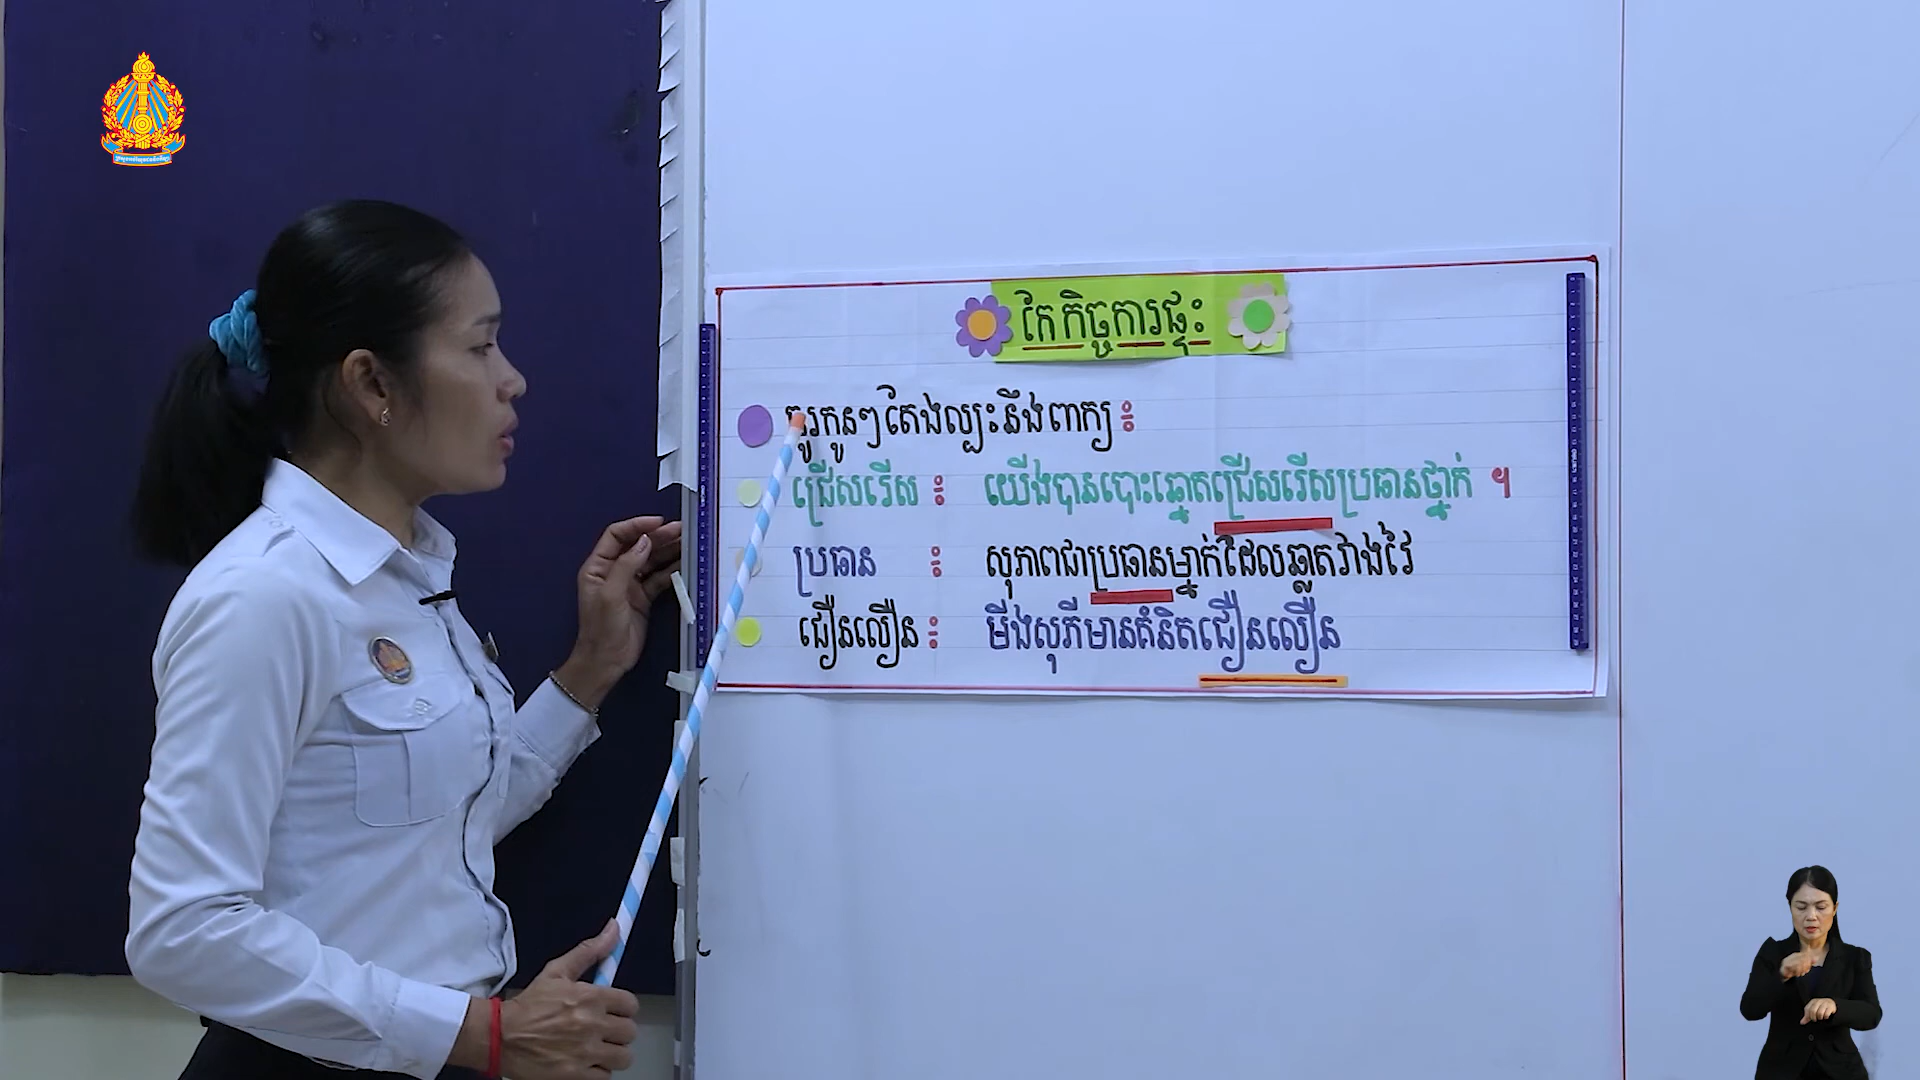 កែកិច្ចការផ្ទះ
ចូរកូនៗតែងល្បះនឹងពាក្យ ៖
ជ្រើសរើស ៖ យើងបានបោះឆ្នោតជ្រើសរើសប្រធានថ្នាក់ ។
ប្រធាន ៖ សុភាពជាប្រធានម្នាក់ដែលឆ្លាតវាងវៃ
ជឿនលឿន ៖ មីងសុភីមានគំនិតជឿនលឿន